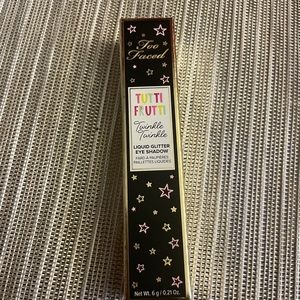 Too
Faced
TUTTI
FRUTTI
Twinkle
Twinkle
LIQUID GLITTER
EYE SHADOW
FARD À PAUPIÈRES
PAILLETTES LIQUIDES
Net Wt. 6 g / 0.21 Oz.